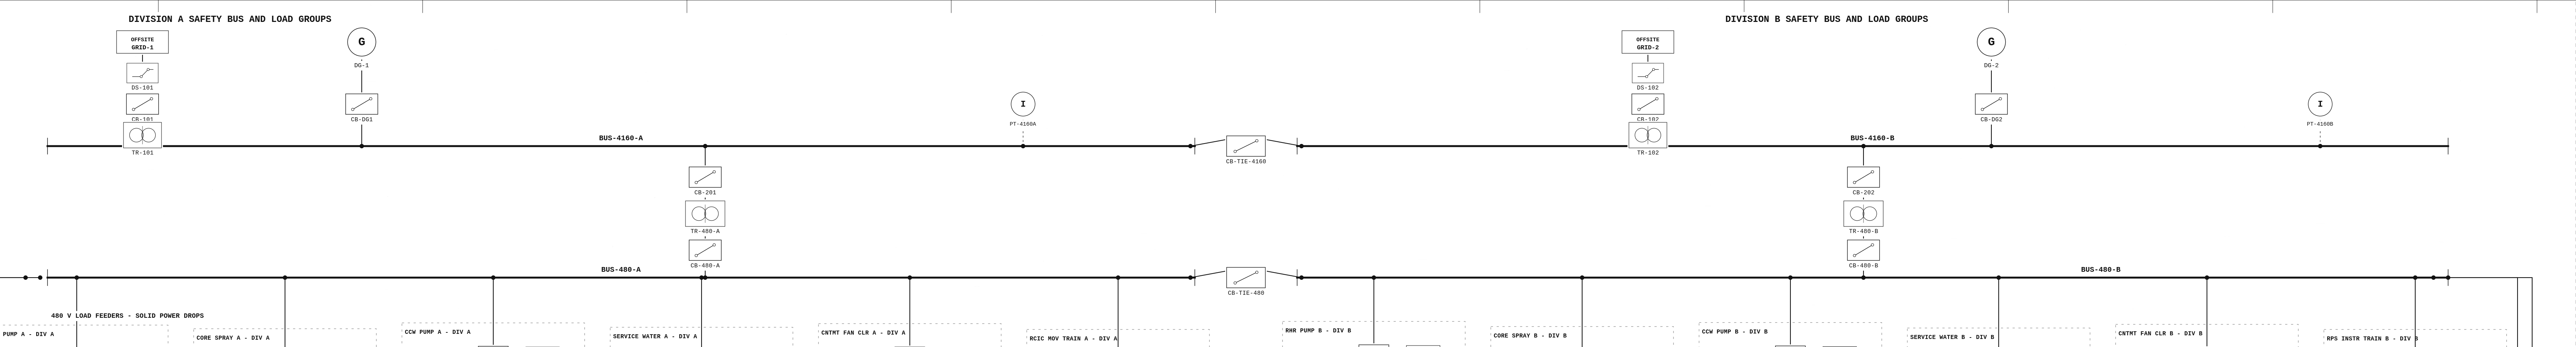 DIVISION A SAFETY BUS AND LOAD GROUPS
DIVISION B SAFETY BUS AND LOAD GROUPS
OFFSITE
GRID-1
G
OFFSITE
GRID-2
G
DG-1
DG-2
DS-101
DS-102
I
I
CB-101
CB-DG1
CB-102
CB-DG2
PT-4160A
PT-4160B
BUS-4160-A
BUS-4160-B
TR-101
TR-102
CB-TIE-4160
CB-201
CB-202
TR-480-A
TR-480-B
CB-480-A
CB-480-B
BUS-480-A
BUS-480-B
CB-TIE-480
480 V LOAD FEEDERS - SOLID POWER DROPS
PUMP A - DIV A
CORE SPRAY A - DIV A
CCW PUMP A - DIV A
SERVICE WATER A - DIV A
CNTMT FAN CLR A - DIV A
RCIC MOV TRAIN A - DIV A
RHR PUMP B - DIV B
CORE SPRAY B - DIV B
CCW PUMP B - DIV B
SERVICE WATER B - DIV B
CNTMT FAN CLR B - DIV B
RPS INSTR TRAIN B - DIV B